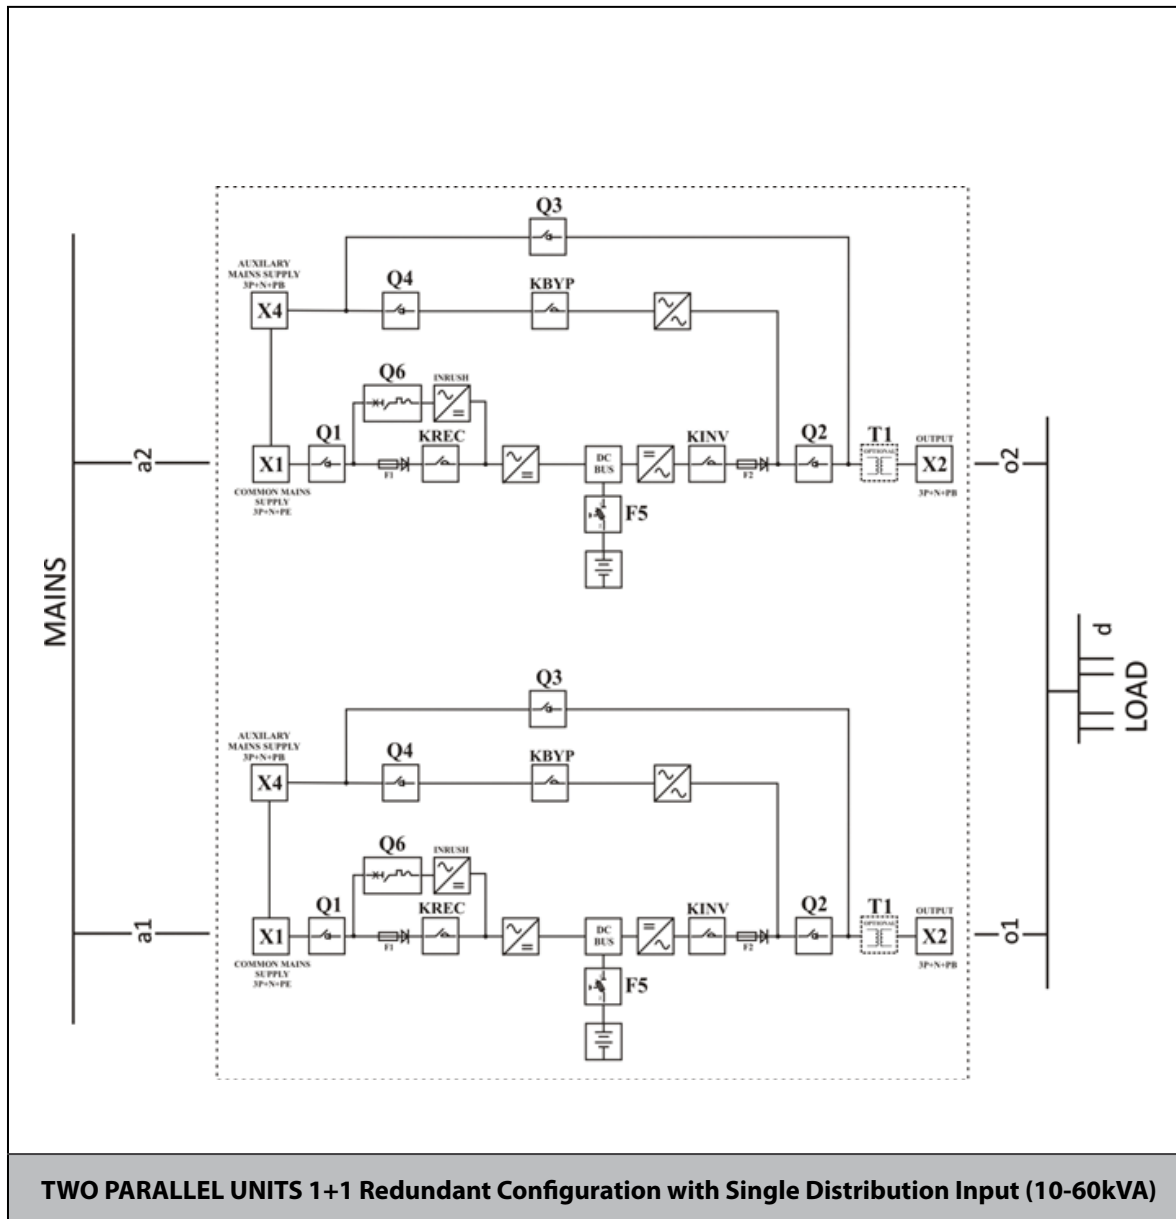 Q3
AUXILARY
MAINS SUPPLY
3P+N+PB
X4
Q4
KBYP
Q6
INRUSH
a2
X1
Q1
F1
KREC
DC
BUS
KINV
F2
Q2
T1
OPTIONAL
OUTPUT
X2
3P+N+PB
o2
COMMON MAINS
SUPPLY
3P+N+PE
F5
MAINS
d
LOAD
Q3
AUXILARY
MAINS SUPPLY
3P+N+PB
X4
Q4
KBYP
Q6
INRUSH
a1
X1
Q1
F1
KREC
DC
BUS
KINV
F2
Q2
T1
OPTIONAL
OUTPUT
X2
3P+N+PB
o1
COMMON MAINS
SUPPLY
3P+N+PE
F5
TWO PARALLEL UNITS 1+1 Redundant Configuration with Single Distribution Input (10-60kVA)